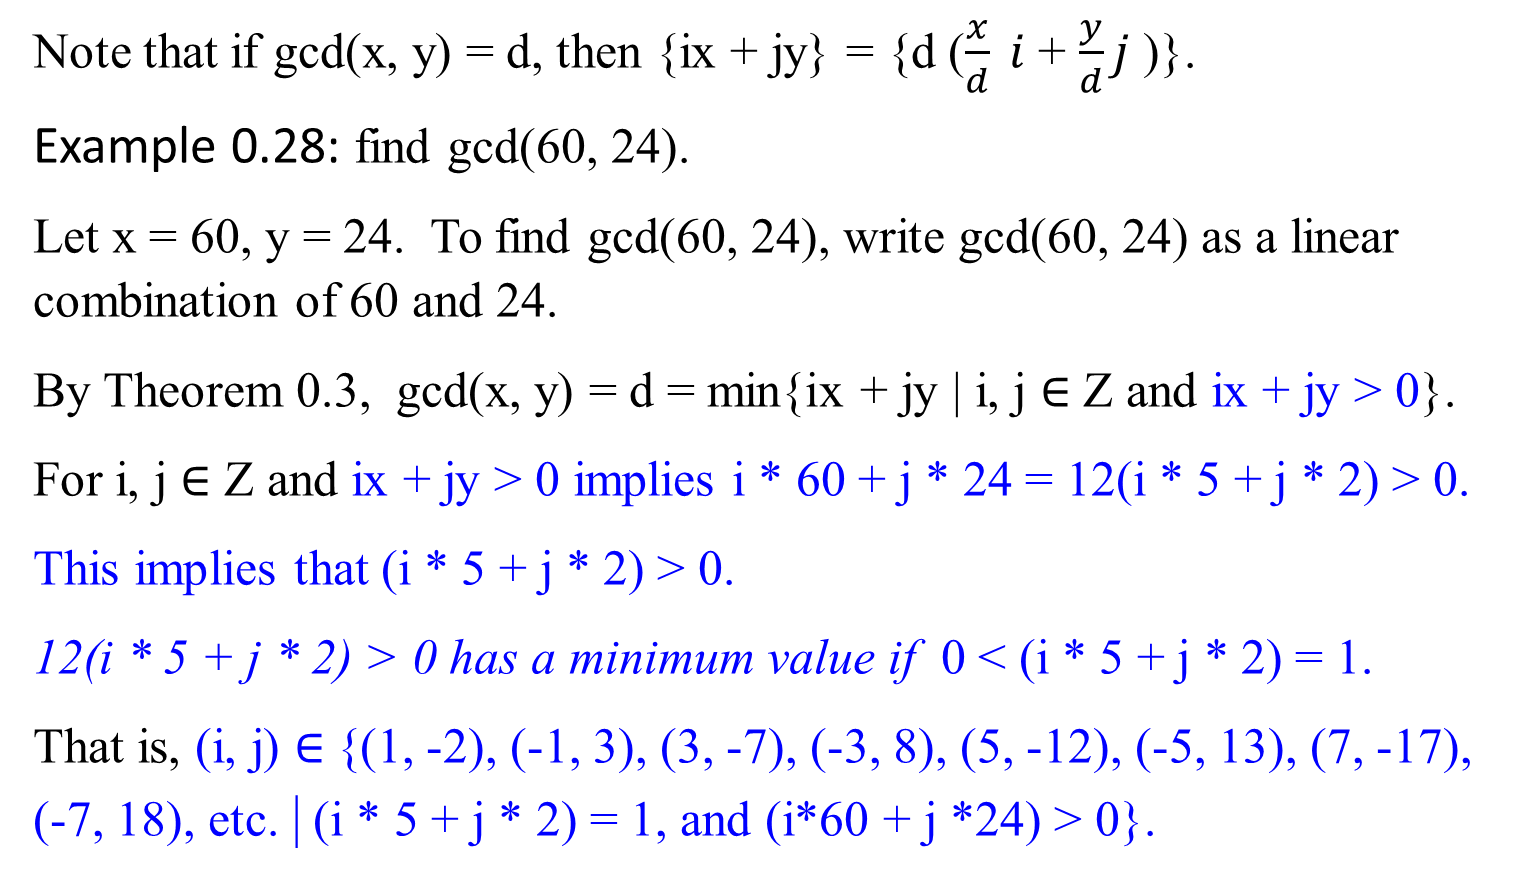 Note that if gcd(x, y) = d, then {ix + jy} = {d (x/d i + y/d j )}.
Example 0.28: find gcd(60, 24).
Let x = 60, y = 24. To find gcd(60, 24), write gcd(60, 24) as a linear
combination of 60 and 24.
By Theorem 0.3, gcd(x, y) = d = min{ix + jy | i, j ∈ Z and ix + jy > 0}.
For i, j ∈ Z and ix + jy > 0 implies i * 60 + j * 24 = 12(i * 5 + j * 2) > 0.
This implies that (i * 5 + j * 2) > 0.
12(i * 5 + j * 2) > 0 has a minimum value if 0 < (i * 5 + j * 2) = 1.
That is, (i, j) ∈ {(1, -2), (-1, 3), (3, -7), (-3, 8), (5, -12), (-5, 13), (7, -17),
(-7, 18), etc. | (i * 5 + j * 2) = 1, and (i*60 + j *24) > 0}.